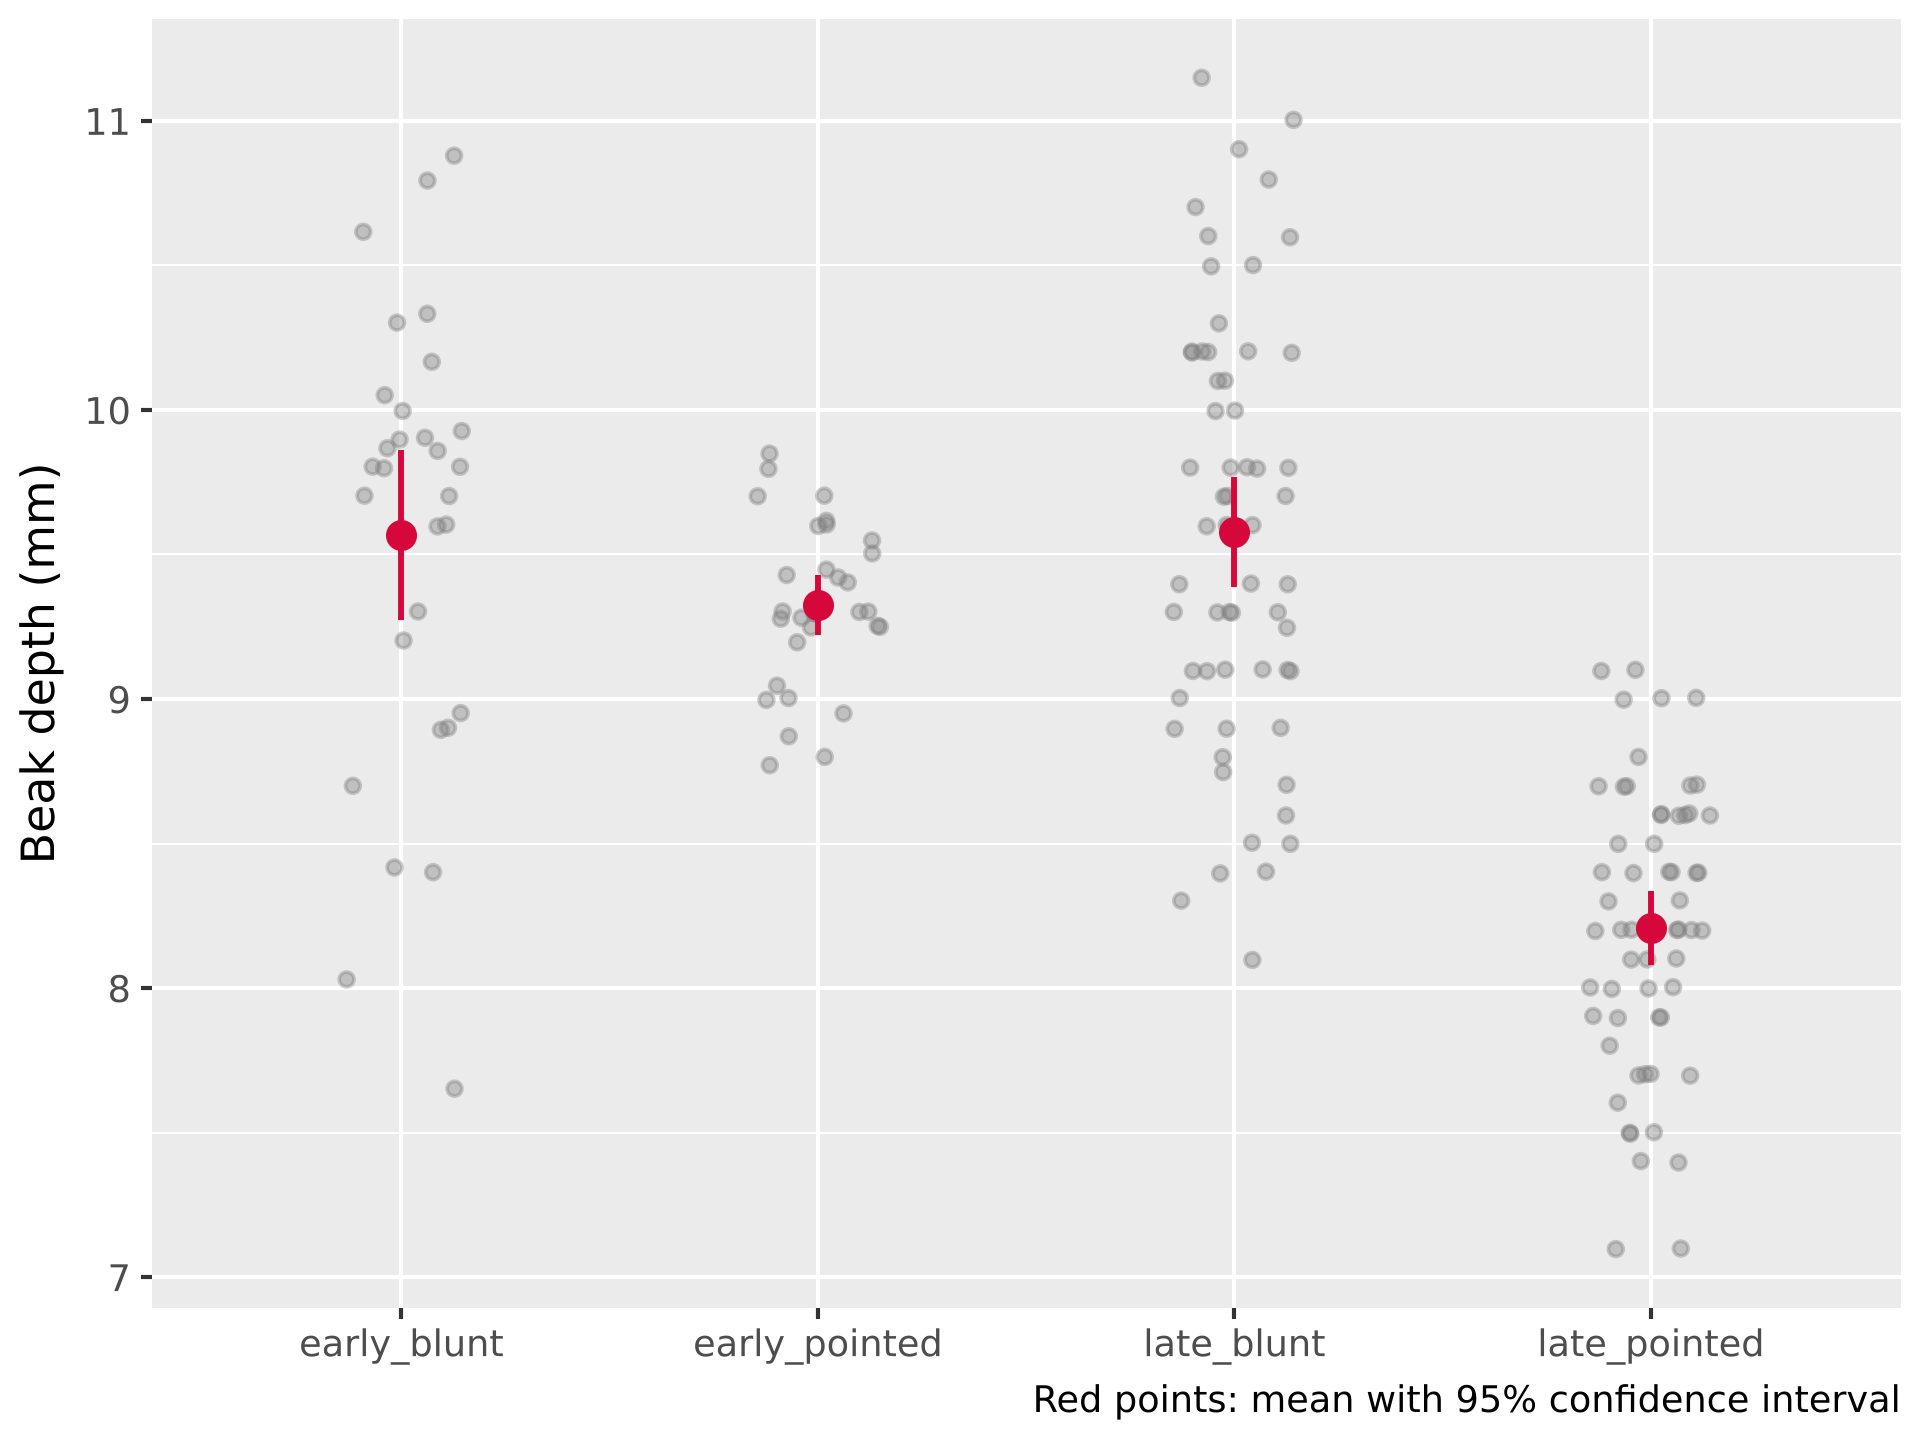 Beak depth (mm)
11
10
9
8
7
early_blunt early_pointed late_blunt late_pointed
Red points: mean with 95% confidence interval